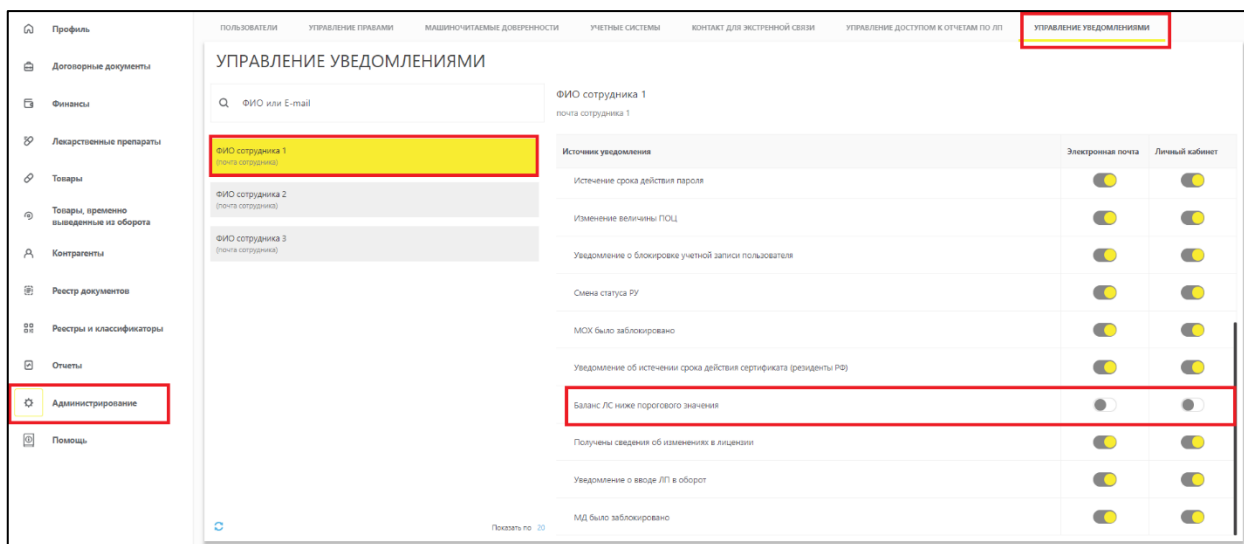 Профиль
Договорные документы
Финансы
Лекарственные препараты
Товары
Товары, временно
выведенные из оборота
Контрагенты
Реестр документов
Реестры и классификаторы
Отчеты
Администрирование
Помощь
ПОЛЬЗОВАТЕЛИ УПРАВЛЕНИЕ ПРАВАМИ МАШИНОЧИТАЕМЫЕ ДОВЕРЕННОСТИ УЧЕТНЫЕ СИСТЕМЫ КОНТАКТ ДЛЯ ЭКСТРЕННОЙ СВЯЗИ УПРАВЛЕНИЕ ДОСТУПОМ К ОТЧЕТАМ ПО ЛП УПРАВЛЕНИЕ УВЕДОМЛЕНИЯМИ
УПРАВЛЕНИЕ УВЕДОМЛЕНИЯМИ
ФИО или E-mail
ФИО сотрудника 1
(почта сотрудника)
ФИО сотрудника 2
(почта сотрудника)
ФИО сотрудника 3
(почта сотрудника)
Показать по 20
ФИО сотрудника 1
почта сотрудника 1
Источник уведомления Электронная почта Личный кабинет
Истечение срока действия пароля
Изменение величины ПОЦ
Уведомление о блокировке учетной записи пользователя
Смена статуса РУ
МОХ было заблокировано
Уведомление об истечении срока действия сертификата (резиденты РФ)
Баланс ЛС ниже порогового значения
Получены сведения об изменениях в лицензии
Уведомление о вводе ЛП в оборот
МД было заблокировано